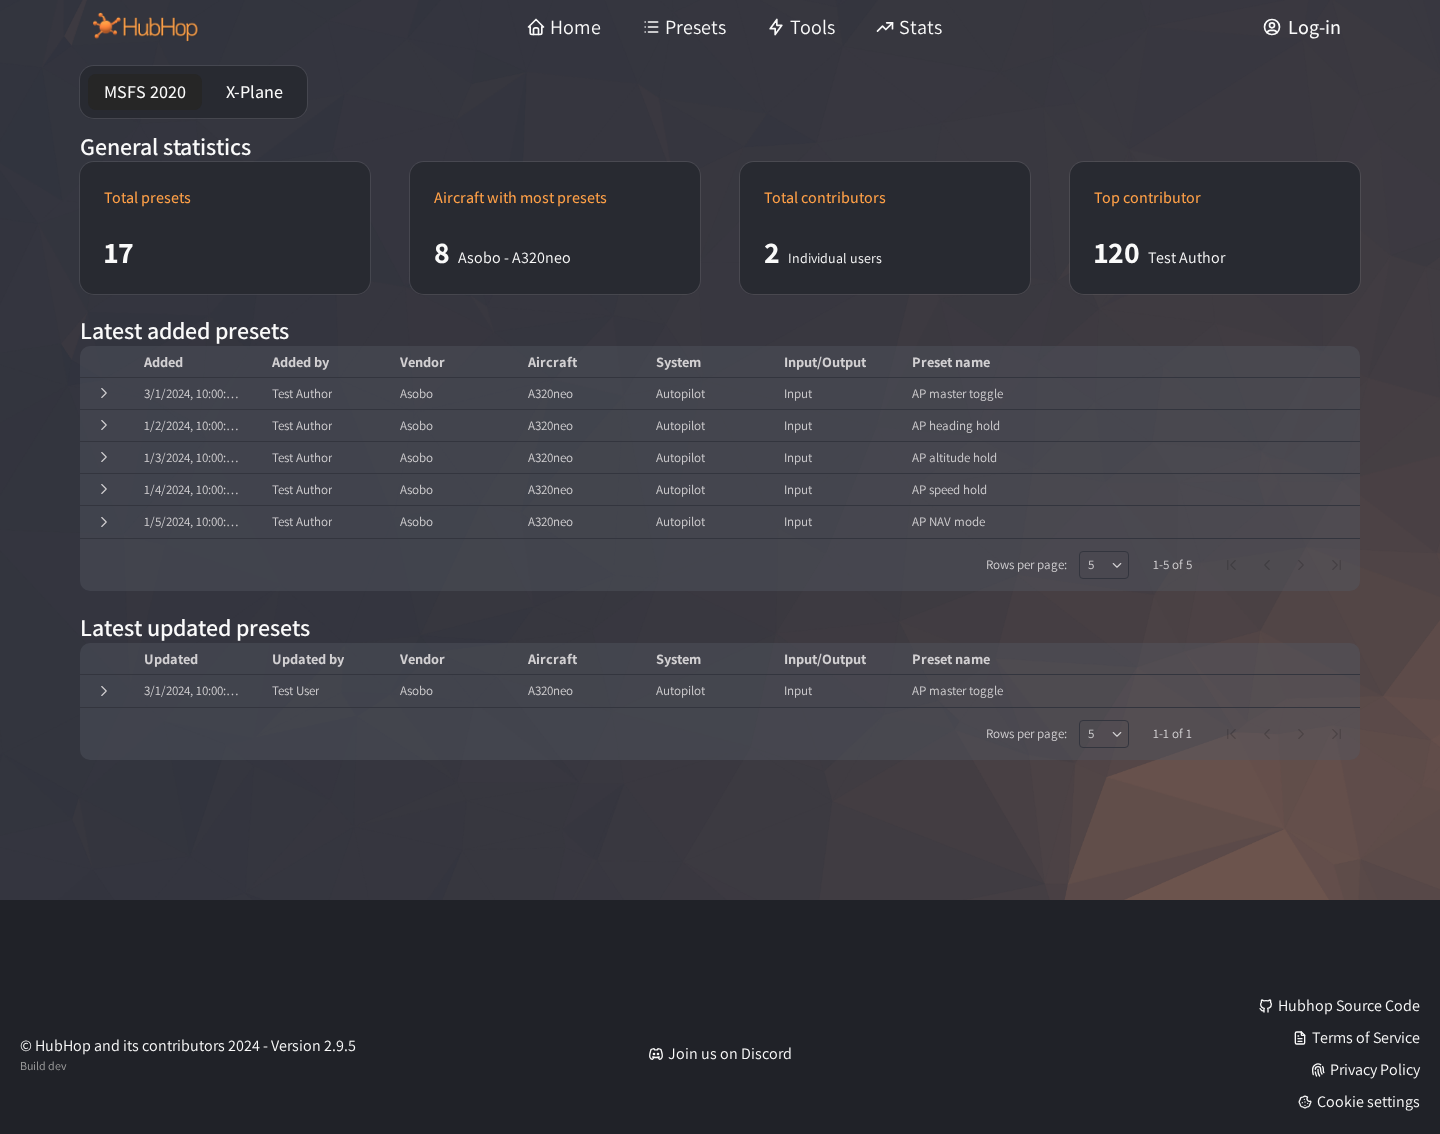 HubHop
Home
Presets
Tools
Stats
Log-in
MSFS 2020
X-Plane
General statistics
Total presets
17
Aircraft with most presets
8 Asobo - A320neo
Total contributors
2 Individual users
Top contributor
120 Test Author
Latest added presets
Added Added by Vendor Aircraft System Input/Output Preset name
3/1/2024, 10:00:... Test Author Asobo A320neo Autopilot Input AP master toggle
1/2/2024, 10:00:... Test Author Asobo A320neo Autopilot Input AP heading hold
1/3/2024, 10:00:... Test Author Asobo A320neo Autopilot Input AP altitude hold
1/4/2024, 10:00:... Test Author Asobo A320neo Autopilot Input AP speed hold
1/5/2024, 10:00:... Test Author Asobo A320neo Autopilot Input AP NAV mode
Rows per page: 5 1-5 of 5
Latest updated presets
Updated Updated by Vendor Aircraft System Input/Output Preset name
3/1/2024, 10:00:... Test User Asobo A320neo Autopilot Input AP master toggle
Rows per page: 5 1-1 of 1
© HubHop and its contributors 2024 - Version 2.9.5
Build dev
Join us on Discord
Hubhop Source Code
Terms of Service
Privacy Policy
Cookie settings